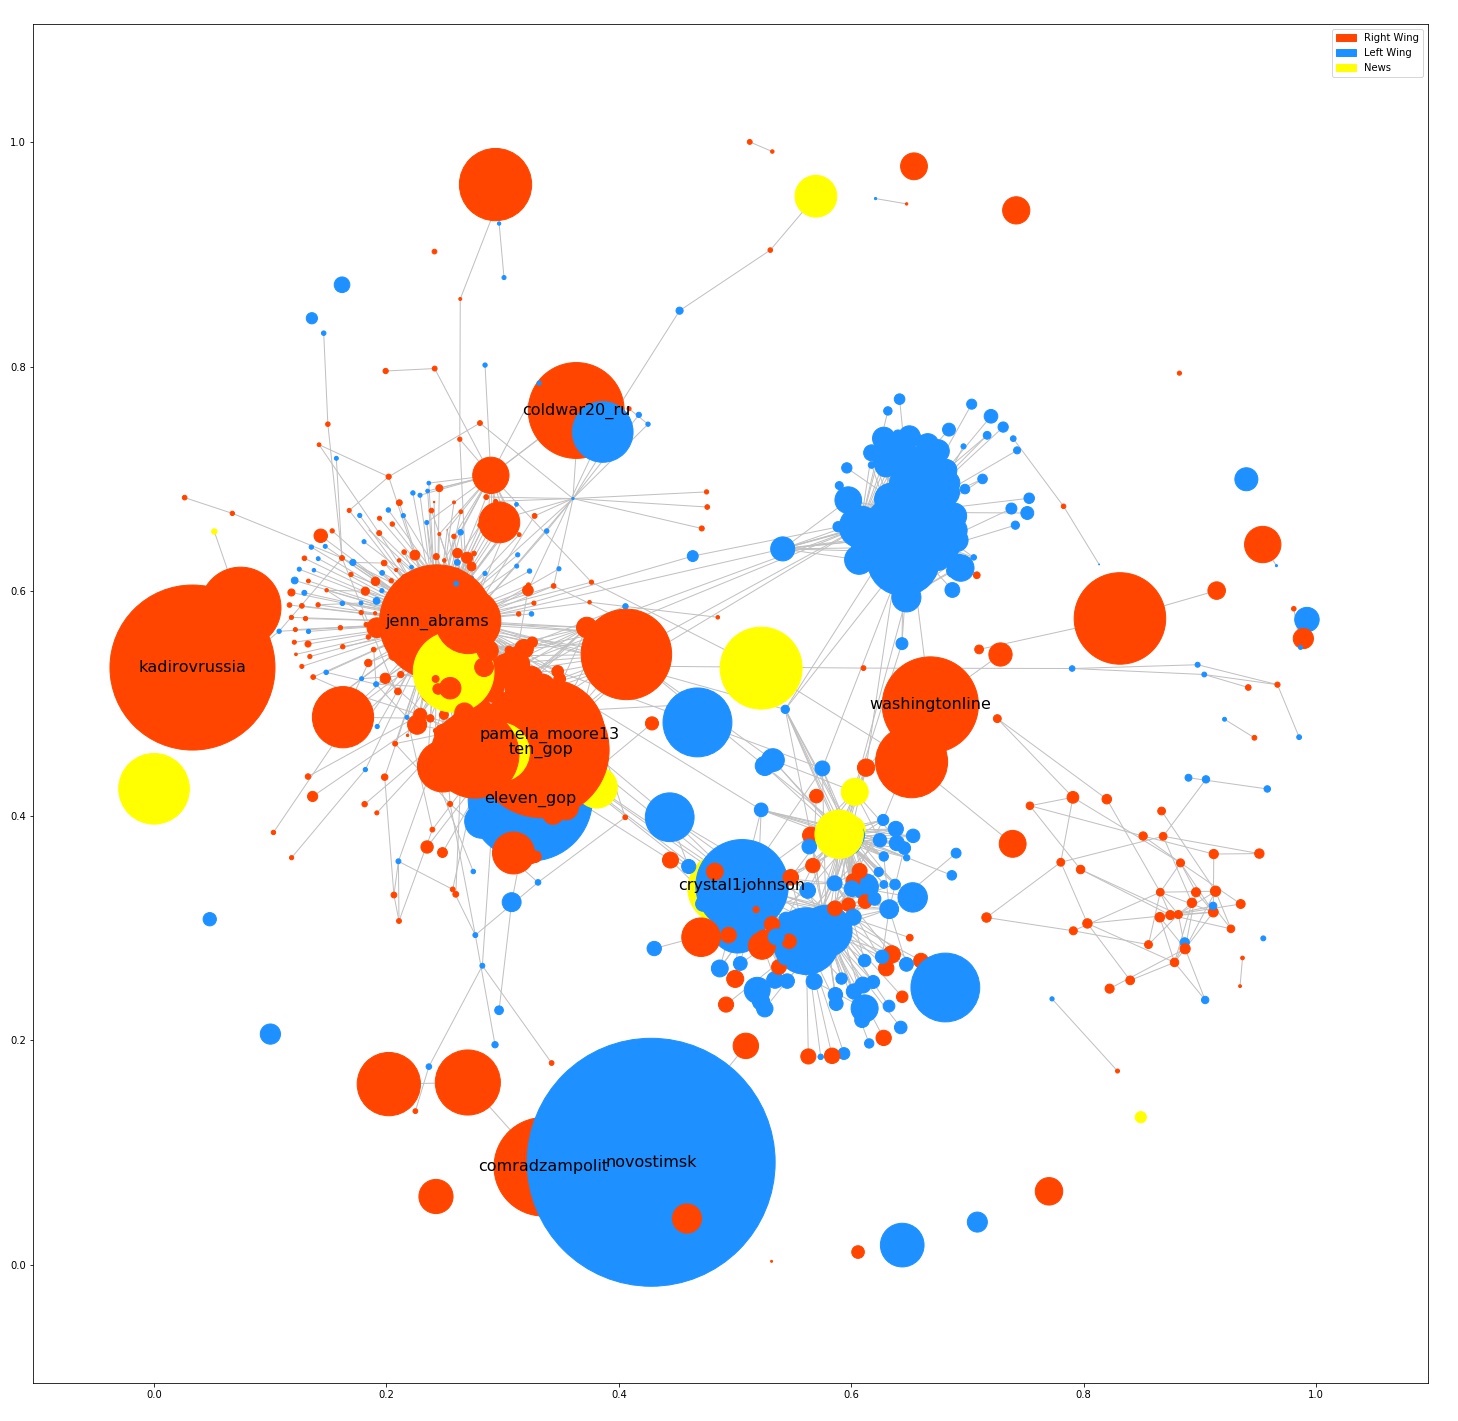 Right Wing
Left Wing
News
1.0
0.8
coldwar20_ru
0.6
jenn_abrams
kadirovrussia
washingtonline
pamela_moore13
ten_gop
eleven_gop
0.4
crystal1johnson
0.2
comradzampolit
novostimsk
0.0
0.0 0.2 0.4 0.6 0.8 1.0